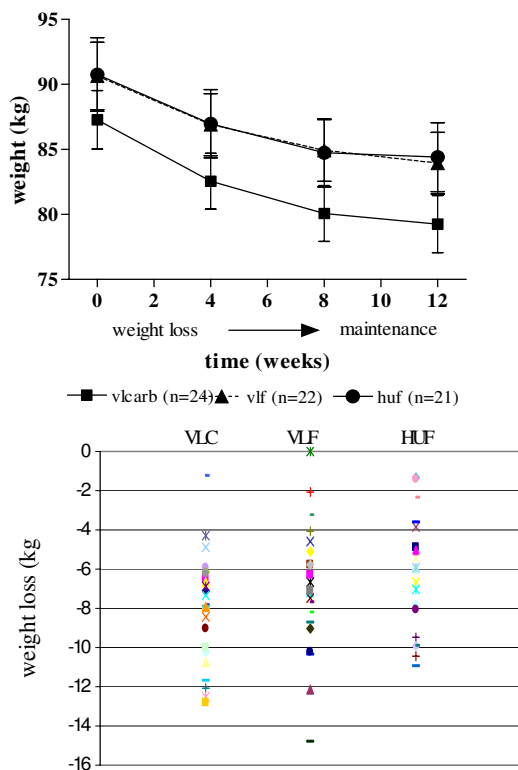 95
90
85
80
75
weight (kg)
0 2 4 6 8 10 12
weight loss maintenance
time (weeks)
vlcarb (n=24) vlf (n=22) huf (n=21)
VLC VLF HUF
0
-2
-4
-6
-8
-10
-12
-14
-16
weight loss (kg